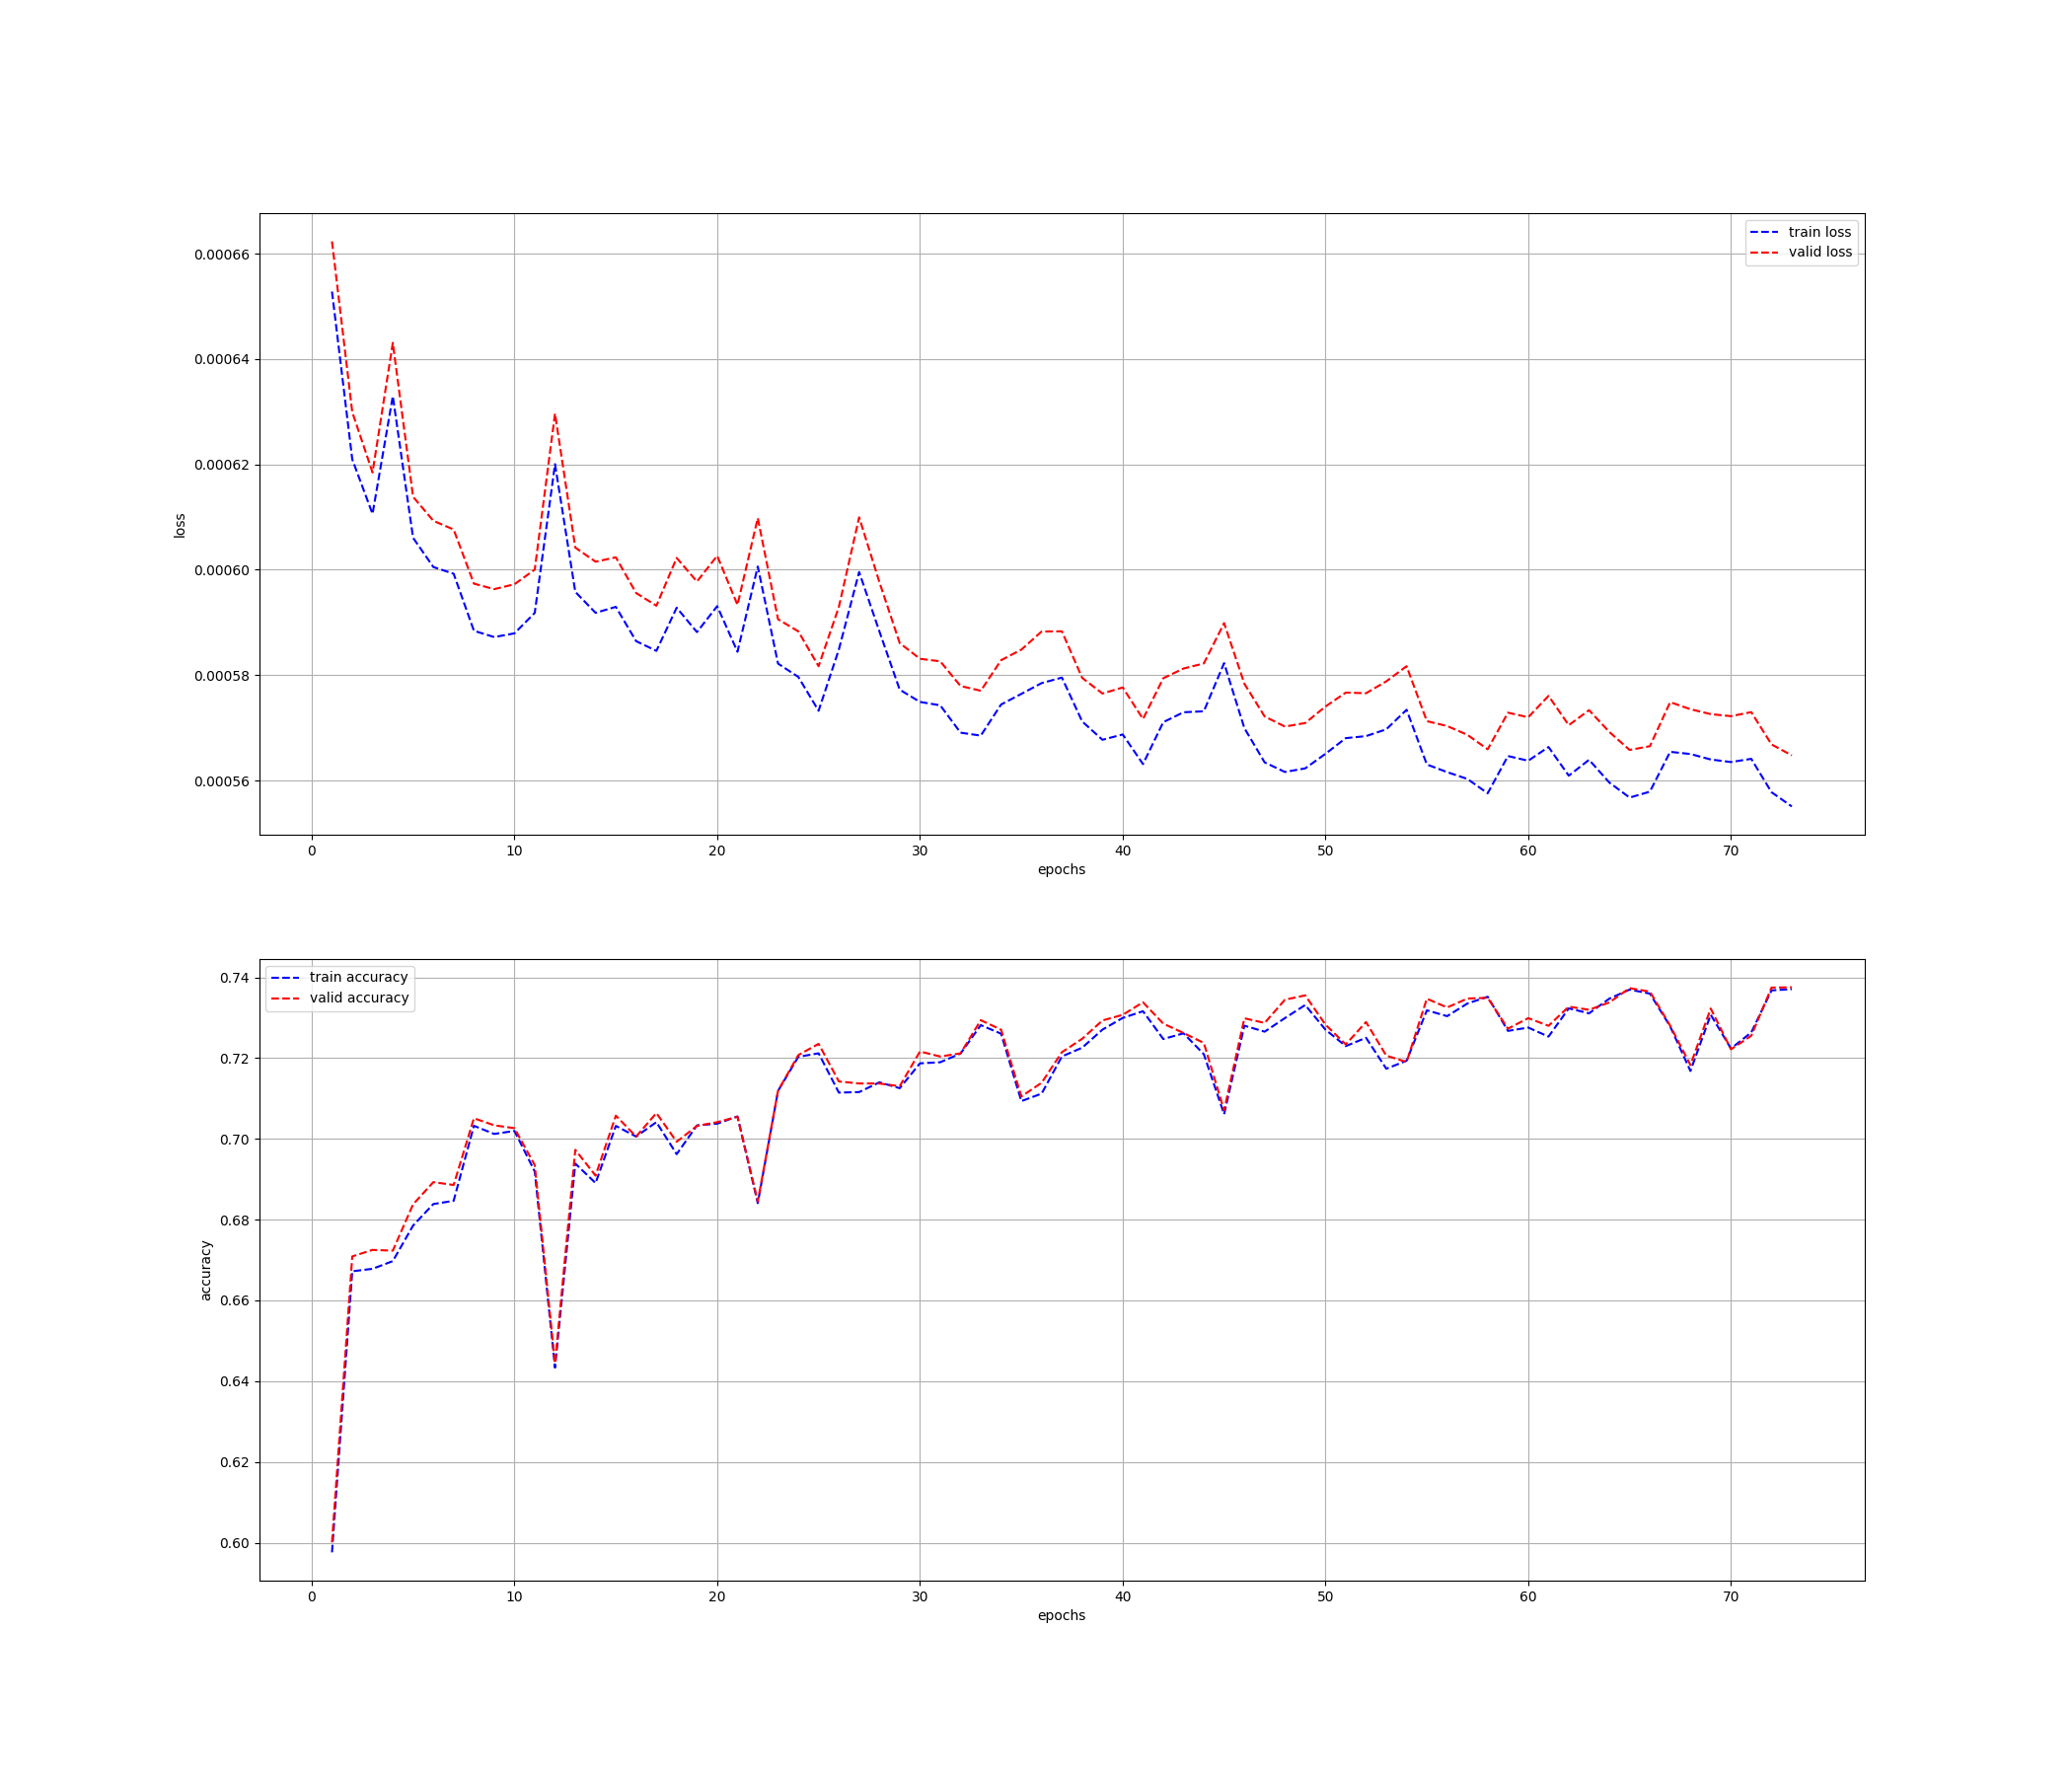 train loss
valid loss
0.00066
0.00064
0.00062
0.00060
0.00058
0.00056
loss
0 10 20 30 40 50 60 70
epochs
train accuracy
valid accuracy
0.74
0.72
0.70
0.68
0.66
0.64
0.62
0.60
accuracy
0 10 20 30 40 50 60 70
epochs